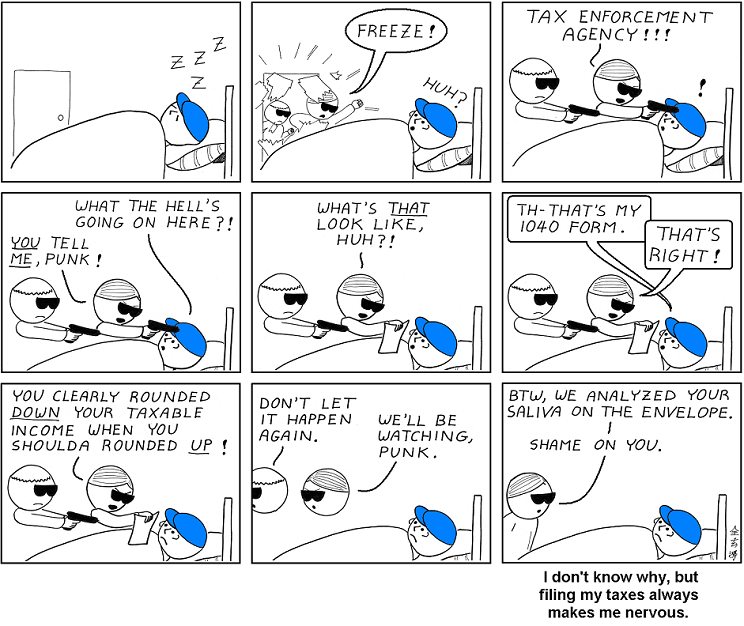 Z Z Z
Z
FREEZE!
HUH?
TAX ENFORCEMENT
AGENCY!!!
!
WHAT THE HELL'S
GOING ON HERE?!
YOU TELL
ME, PUNK!
WHAT'S THAT
LOOK LIKE,
HUH?!
TH-THAT'S MY
1040 FORM.
THAT'S
RIGHT!
YOU CLEARLY ROUNDED
DOWN YOUR TAXABLE
INCOME WHEN YOU
SHOULDA ROUNDED UP!
DON'T LET
IT HAPPEN
AGAIN.
WE'LL BE
WATCHING,
PUNK.
BTW, WE ANALYZED YOUR
SALIVA ON THE ENVELOPE.
SHAME ON YOU.
I don't know why, but
filing my taxes always
makes me nervous.